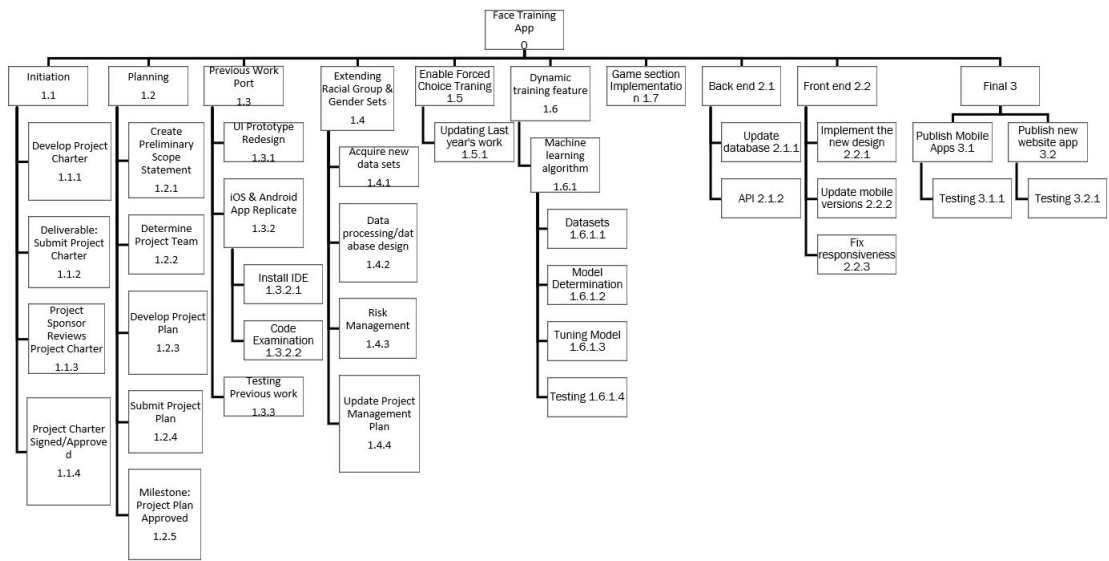 Face Training
App
0
Initiation
1.1
Develop Project
Charter
1.1.1
Deliverable:
Submit Project
Charter
1.1.2
Project
Sponsor
Reviews
Project Charter
1.1.3
Project Charter
Signed/Approve
d
1.1.4
Planning
1.2
Create
Preliminary
Scope
Statement
1.2.1
Determine
Project Team
1.2.2
Develop Project
Plan
1.2.3
Submit Project
Plan
1.2.4
Milestone:
Project Plan
Approved
1.2.5
Previous Work
Port
1.3
UI Prototype
Redesign
1.3.1
iOS & Android
App Replicate
1.3.2
Install IDE
1.3.2.1
Code
Examination
1.3.2.2
Testing
Previous work
1.3.3
Extending
Racial Group &
Gender Sets
1.4
Acquire new
data sets
1.4.1
Data
processing/dat
abase design
1.4.2
Risk
Management
1.4.3
Update Project
Management
Plan
1.4.4
Enable Forced
Choice Traning
1.5
Updating Last
year's work
1.5.1
Dynamic
training feature
1.6
Machine
learning
algorithm
1.6.1
Datasets
1.6.1.1
Model
Determination
1.6.1.2
Tuning Model
1.6.1.3
Testing 1.6.1.4
Game section
Implementatio
n 1.7
Back end 2.1
Update
database 2.1.1
API 2.1.2
Front end 2.2
Implement the
new design
2.2.1
Update mobile
versions 2.2.2
Fix
responsiveness
2.2.3
Final 3
Publish Mobile
Apps 3.1
Testing 3.1.1
Publish new
website app
3.2
Testing 3.2.1